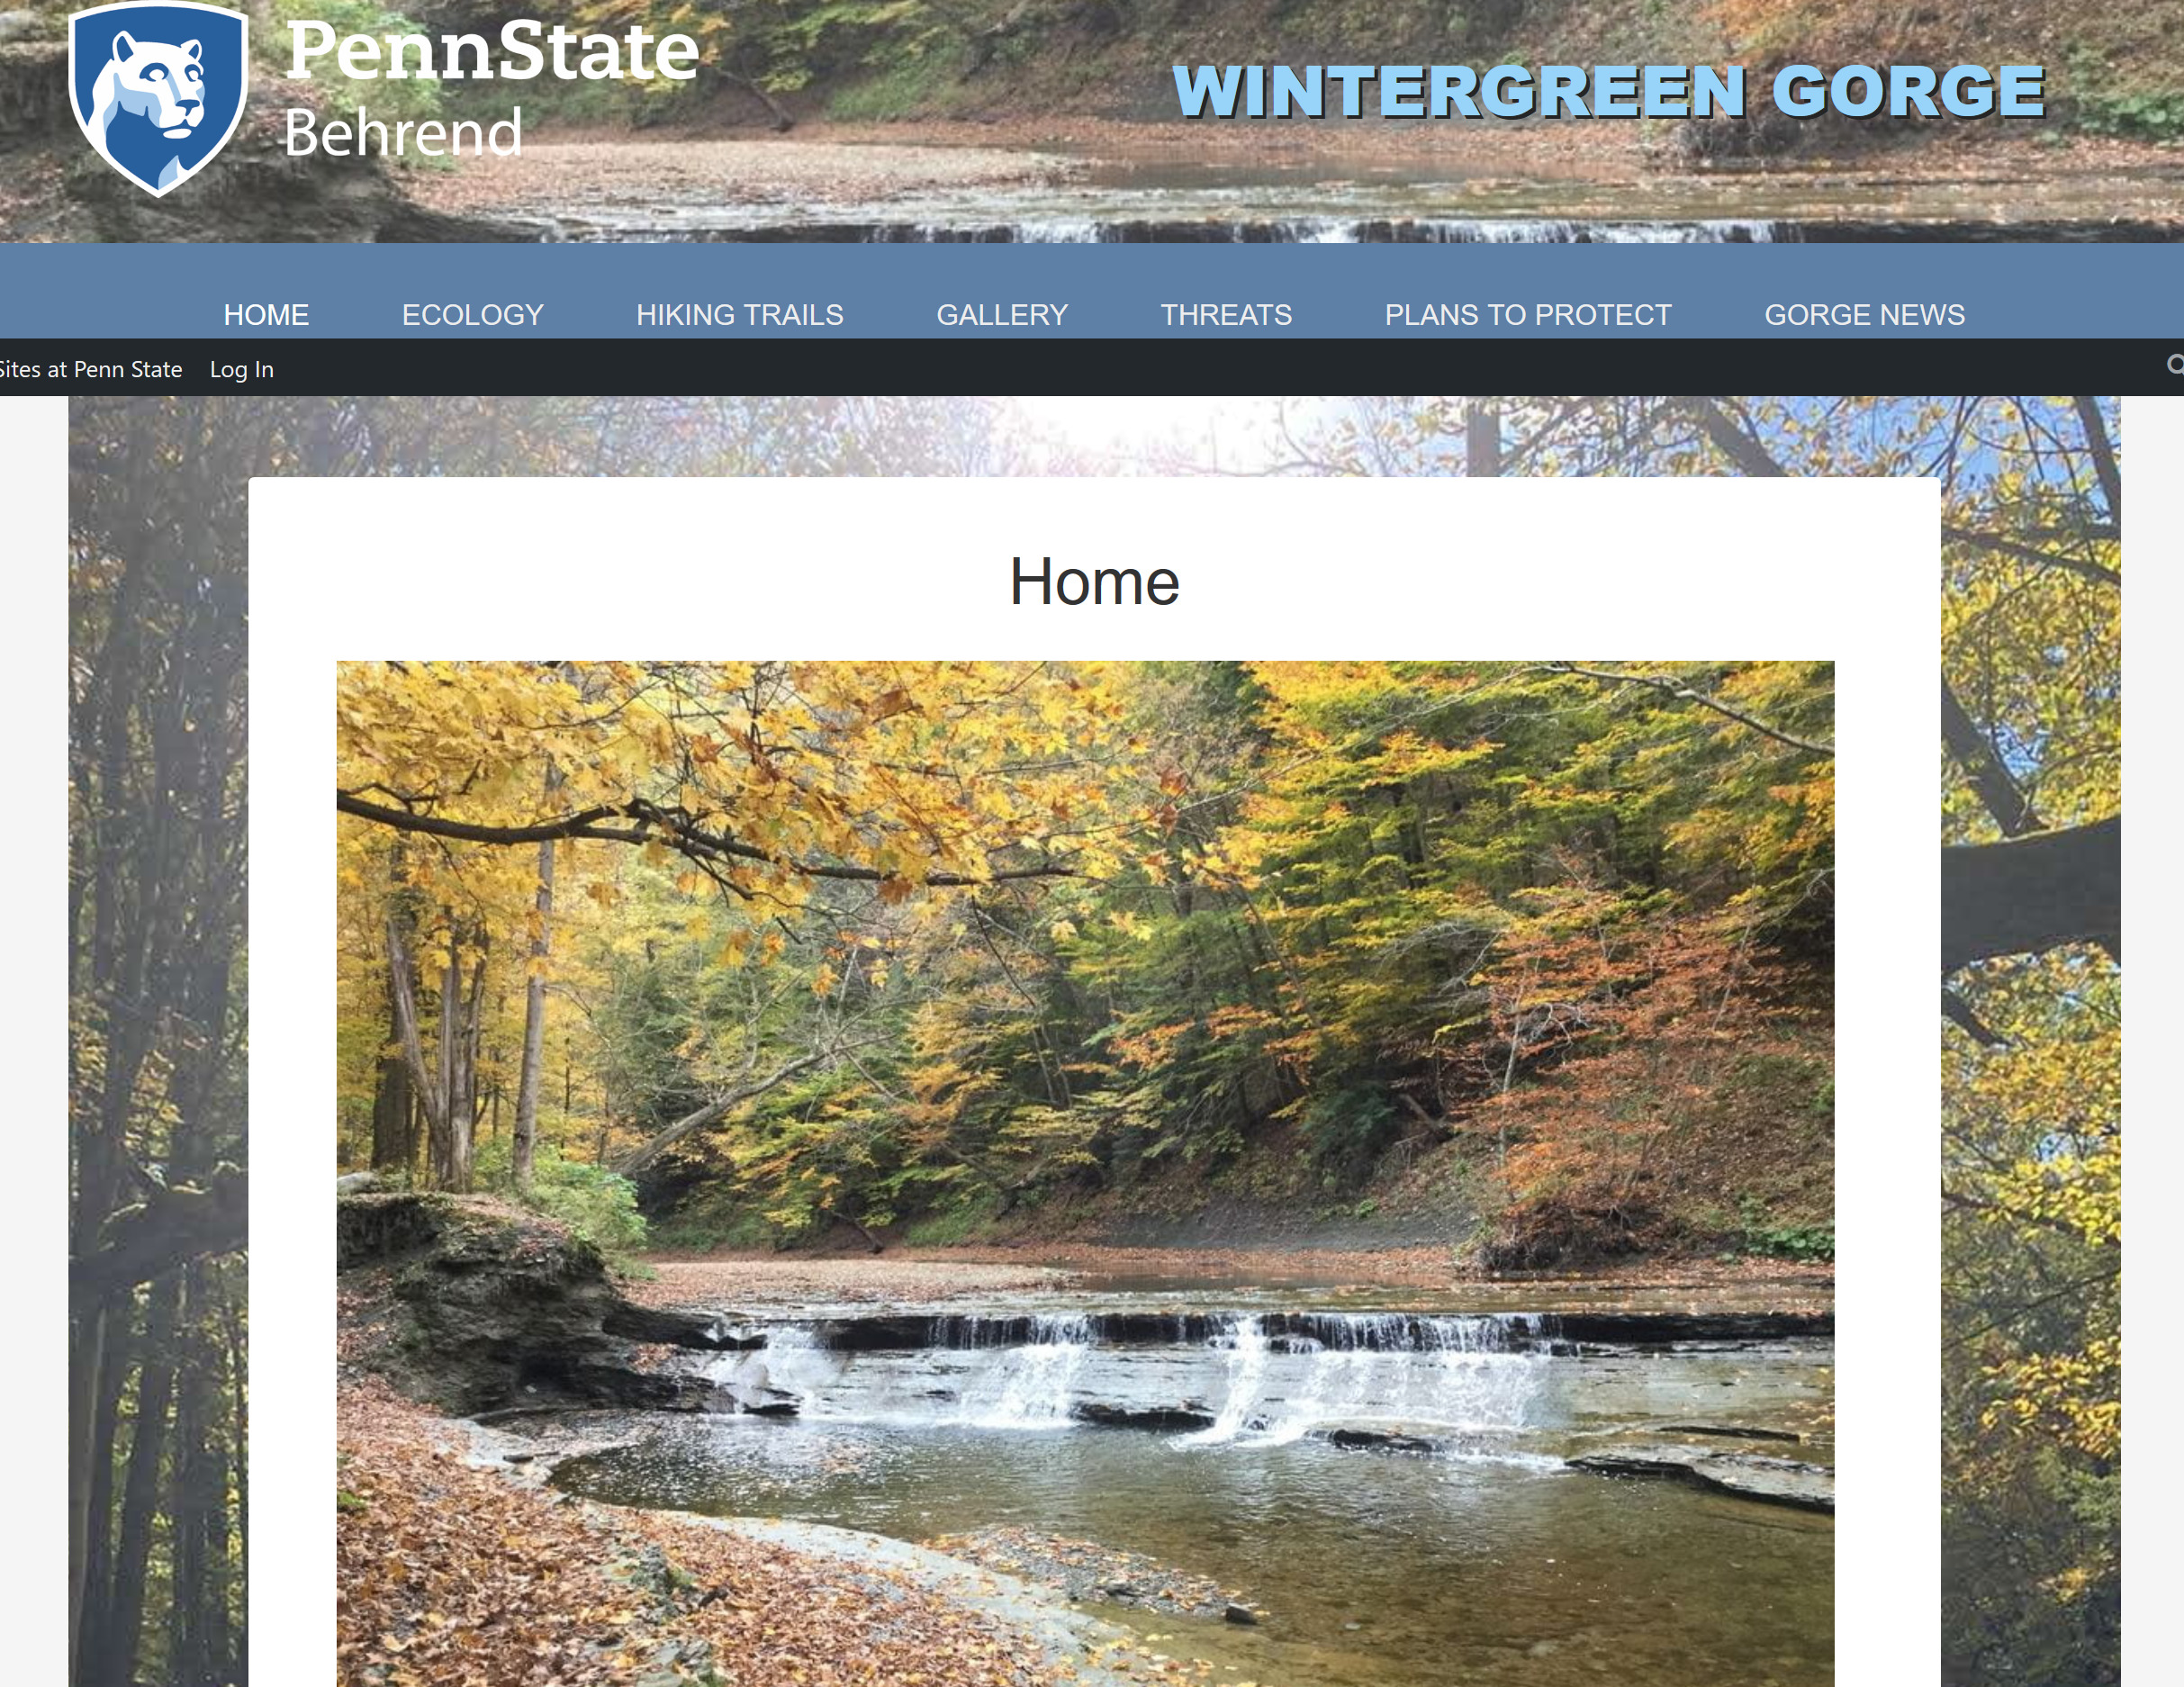 PennState
Behrend
WINTERGREEN GORGE
HOME ECOLOGY HIKING TRAILS GALLERY THREATS PLANS TO PROTECT GORGE NEWS
Sites at Penn State Log In
Home